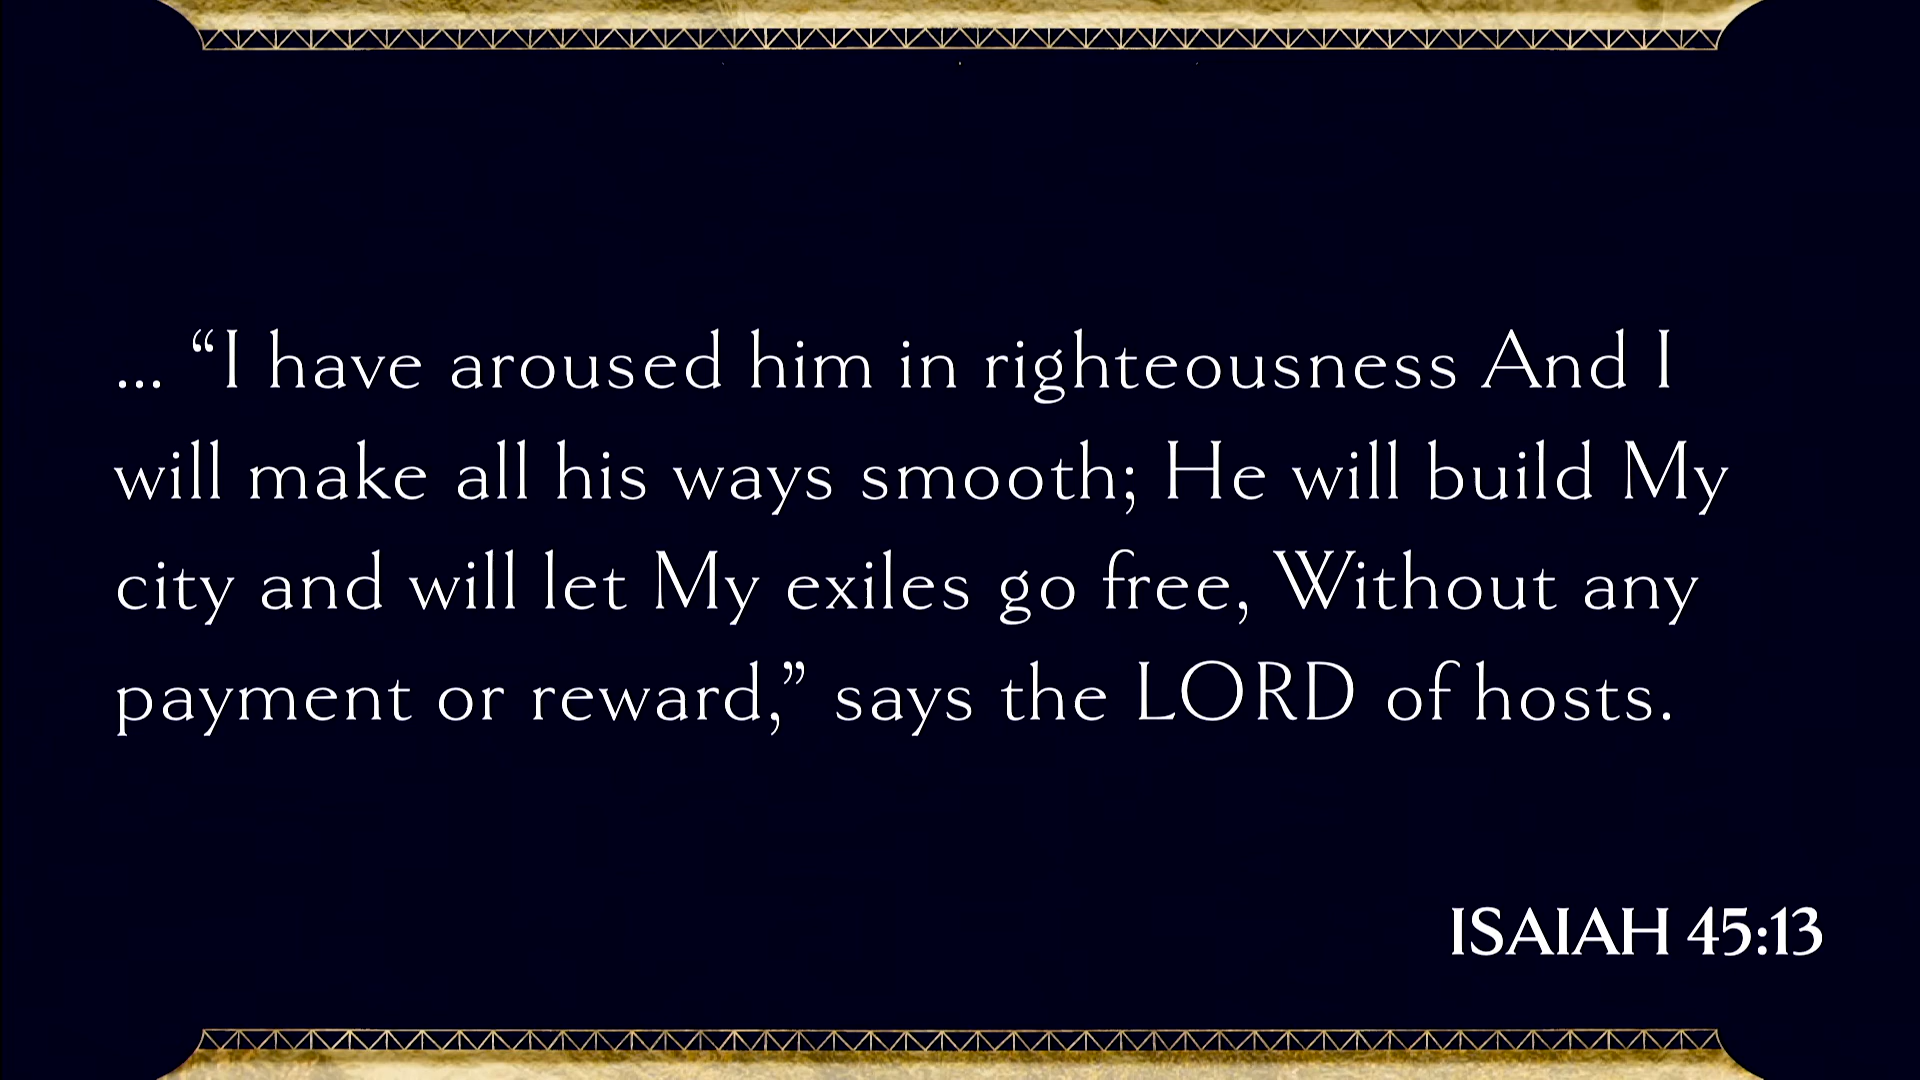 ... “I have aroused him in righteousness And I
will make all his ways smooth; He will build My
city and will let My exiles go free, Without any
payment or reward,” says the LORD of hosts.
ISAIAH 45:13